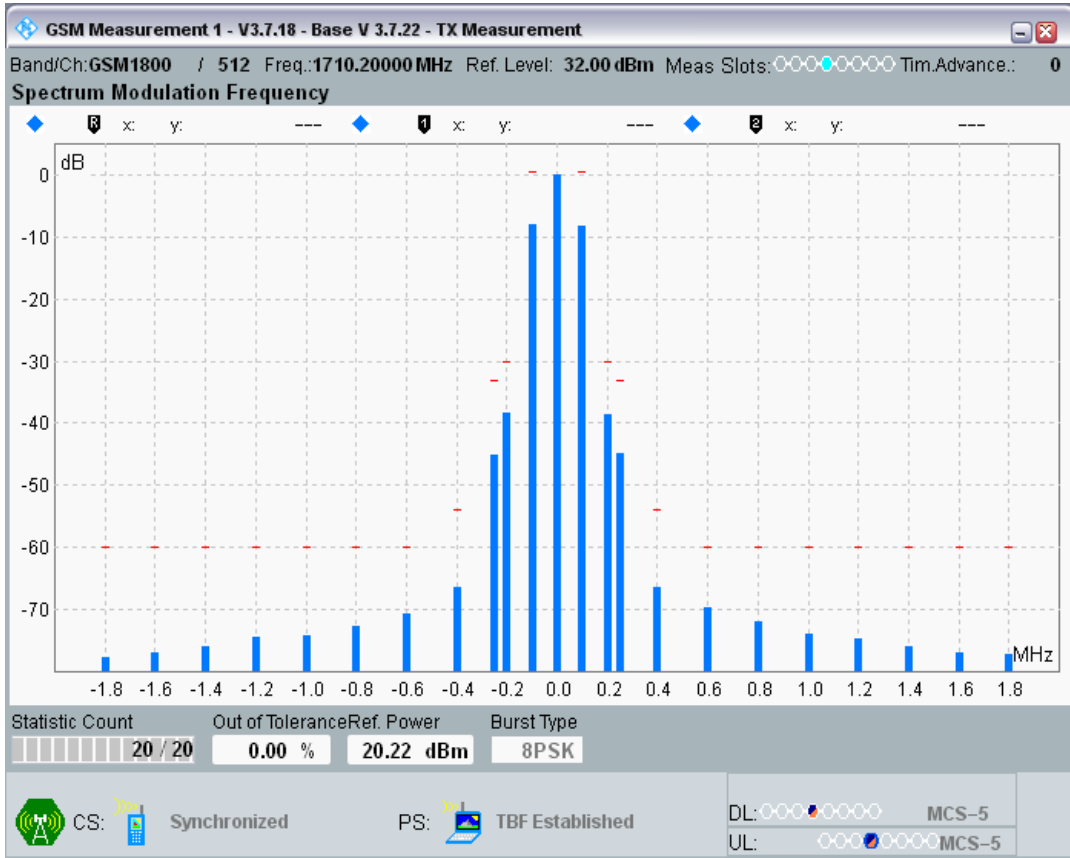 GSM Measurement 1 - V3.7.18 - Base V 3.7.22 - TX Measurement
Band/Ch:GSM1800 / 512 Freq.:1710.20000 MHz Ref. Level: 32.00 dBm Meas Slots: Tim.Advance.: 0
Spectrum Modulation Frequency
R x: y: --- 1 x: y: --- 2 x: y: ---
dB
0
-10
-20
-30
-40
-50
-60
-70
MHz
-1.8 -1.6 -1.4 -1.2 -1.0 -0.8 -0.6 -0.4 -0.2 0.0 0.2 0.4 0.6 0.8 1.0 1.2 1.4 1.6 1.8
Statistic Count Out of Tolerance Ref. Power Burst Type
20 / 20 0.00 % 20.22 dBm 8PSK
CS: Synchronized PS: TBF Established
DL: MCS-5
UL: MCS-5